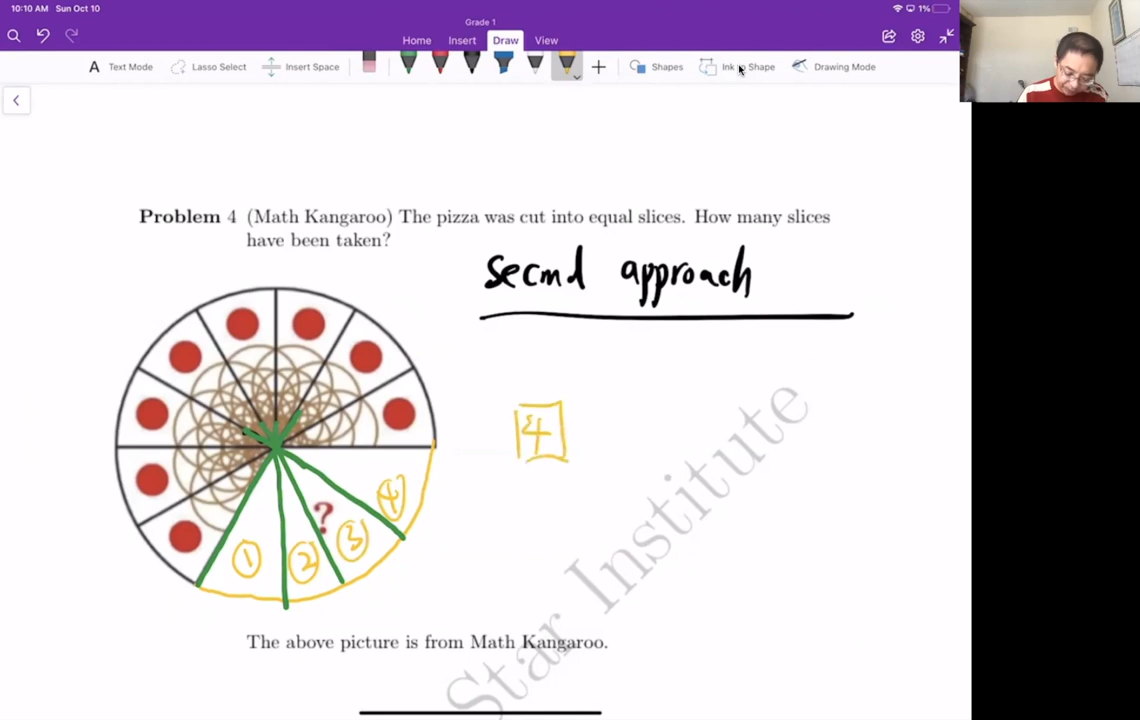 10:10 AM Sun Oct 10
1%
Grade 1
Home Insert Draw View
A Text Mode Lasso Select Insert Space Shapes Ink to Shape Drawing Mode
Problem 4 (Math Kangaroo) The pizza was cut into equal slices. How many slices
have been taken?
second approach
4
?
1 2 3 4
The above picture is from Math Kangaroo.
Star Institute